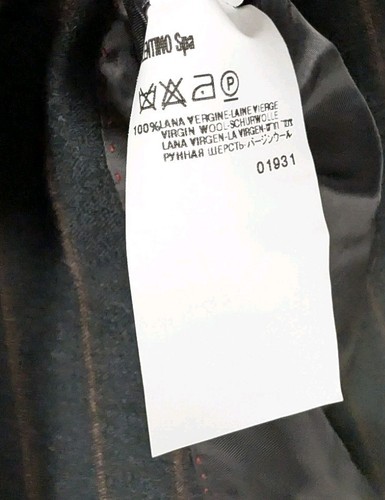 ENTINO Spa
P
100% LANA VERGINE-LAINE VIERGE
VIRGIN WOOL-SCHURWOLLE
LANA VIRGEN-LA VIRGEN-
РУННАЯ ШЕРСТЬ-バージンウール
01931